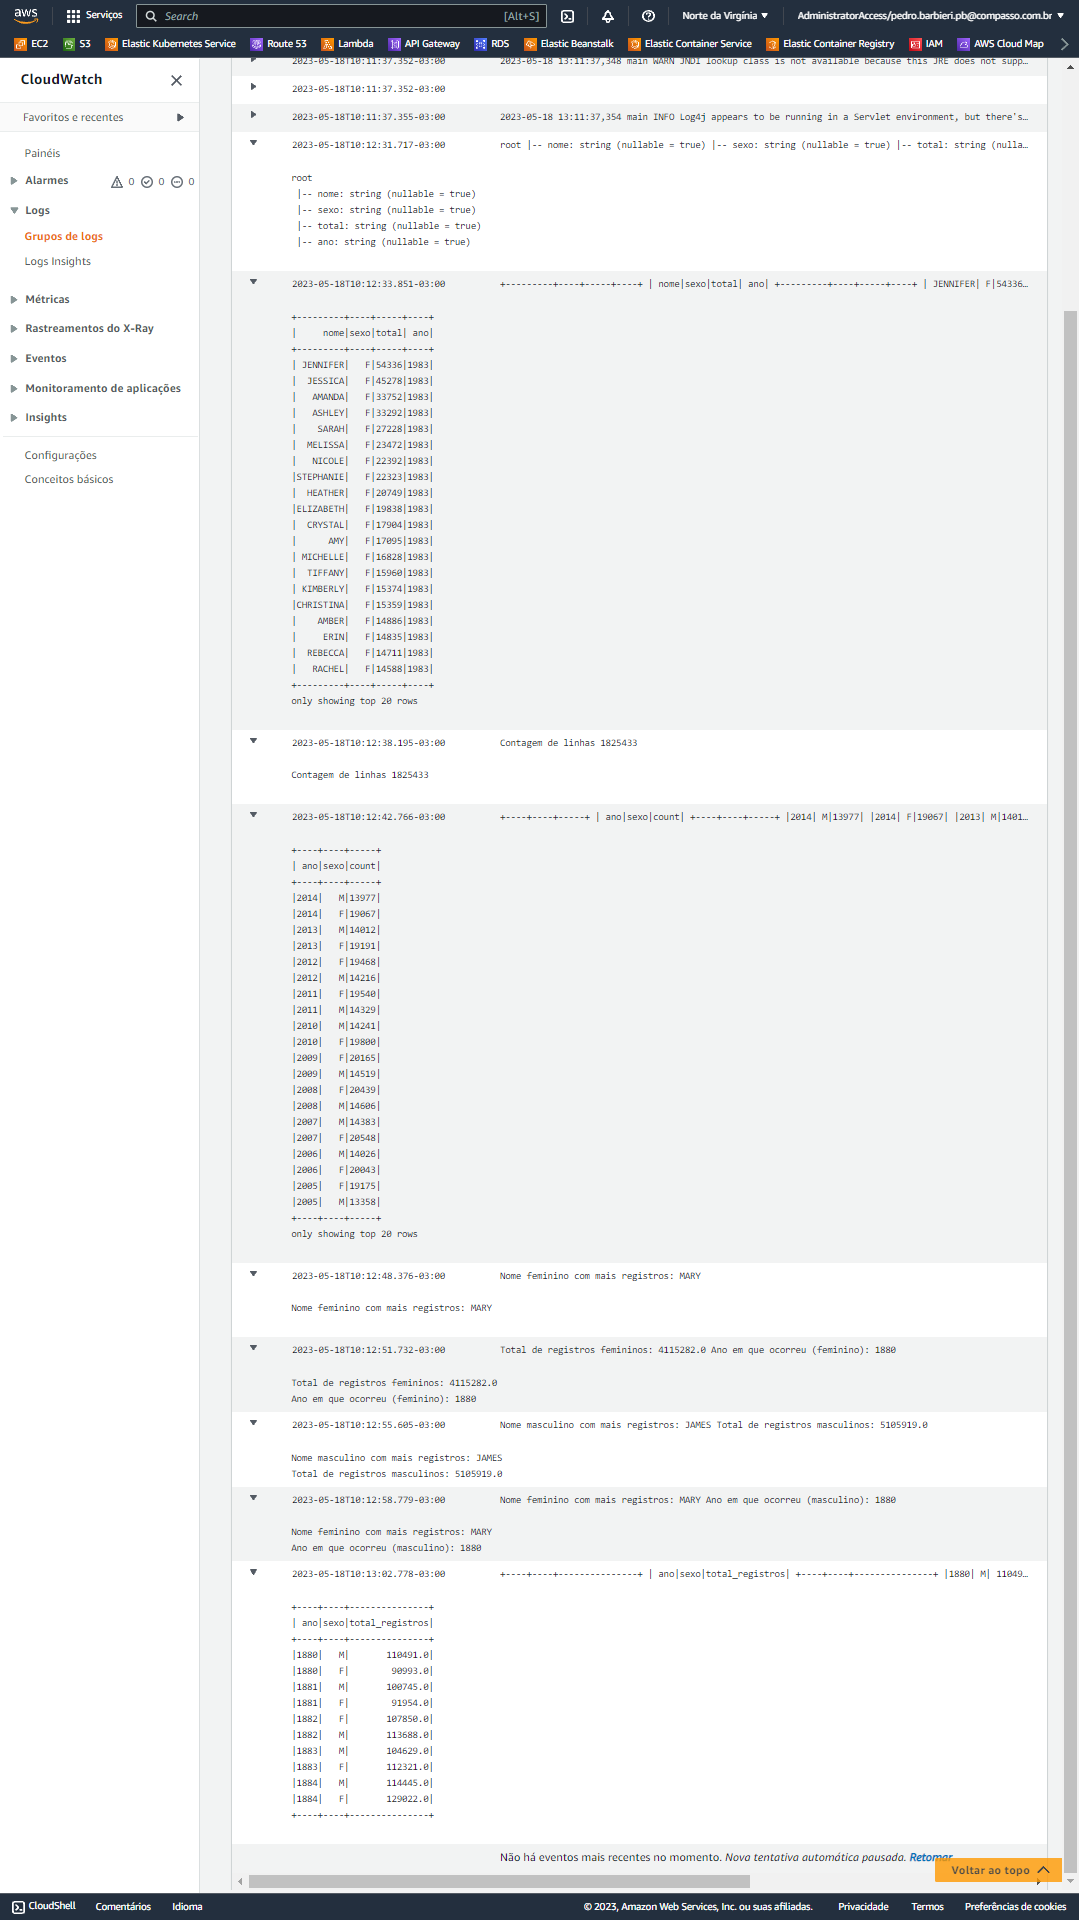 aws Serviços Search [Alt+S] Norte da Virgínia AdministratorAccess/pedro.barbieri.pb@compasso.com.br
EC2 S3 Elastic Kubernetes Service Route 53 Lambda API Gateway RDS Elastic Beanstalk Elastic Container Service Elastic Container Registry IAM AWS Cloud Map
CloudWatch
Favoritos e recentes
Painéis
Alarmes 0 0 0
Logs
Grupos de logs
Logs Insights
Métricas
Rastreamentos do X-Ray
Eventos
Monitoramento de aplicações
Insights
Configurações
Conceitos básicos
2023-05-18T10:11:37.352-03:00 2023-05-18 13:11:37,348 main WARN JNDI lookup class is not available because this JRE does not supp…
2023-05-18T10:11:37.352-03:00
2023-05-18T10:11:37.355-03:00 2023-05-18 13:11:37,354 main INFO Log4j appears to be running in a Servlet environment, but there's…
2023-05-18T10:12:31.717-03:00 root |-- nome: string (nullable = true) |-- sexo: string (nullable = true) |-- total: string (nulla…
root
|-- nome: string (nullable = true)
|-- sexo: string (nullable = true)
|-- total: string (nullable = true)
|-- ano: string (nullable = true)
2023-05-18T10:12:33.851-03:00 +---------+----+-----+----+ | nome|sexo|total| ano| +---------+----+-----+----+ | JENNIFER| F|54336…
+---------+----+-----+----+
|     nome|sexo|total| ano|
+---------+----+-----+----+
| JENNIFER|   F|54336|1983|
|  JESSICA|   F|45278|1983|
|   AMANDA|   F|33752|1983|
|   ASHLEY|   F|33292|1983|
|    SARAH|   F|27228|1983|
|  MELISSA|   F|23472|1983|
|   NICOLE|   F|22392|1983|
|STEPHANIE|   F|22323|1983|
|  HEATHER|   F|20749|1983|
|ELIZABETH|   F|19838|1983|
|  CRYSTAL|   F|17904|1983|
|      AMY|   F|17095|1983|
| MICHELLE|   F|16828|1983|
|  TIFFANY|   F|15960|1983|
| KIMBERLY|   F|15374|1983|
|CHRISTINA|   F|15359|1983|
|    AMBER|   F|14886|1983|
|     ERIN|   F|14835|1983|
|  REBECCA|   F|14711|1983|
|   RACHEL|   F|14588|1983|
+---------+----+-----+----+
only showing top 20 rows
2023-05-18T10:12:38.195-03:00 Contagem de linhas 1825433
Contagem de linhas 1825433
2023-05-18T10:12:42.766-03:00 +----+----+-----+ | ano|sexo|count| +----+----+-----+ |2014| M|13977| |2014| F|19067| |2013| M|1401…
+----+----+-----+
| ano|sexo|count|
+----+----+-----+
|2014|   M|13977|
|2014|   F|19067|
|2013|   M|14012|
|2013|   F|19191|
|2012|   F|19468|
|2012|   M|14216|
|2011|   F|19540|
|2011|   M|14329|
|2010|   M|14241|
|2010|   F|19800|
|2009|   F|20165|
|2009|   M|14519|
|2008|   F|20439|
|2008|   M|14606|
|2007|   M|14383|
|2007|   F|20548|
|2006|   M|14026|
|2006|   F|20043|
|2005|   F|19175|
|2005|   M|13358|
+----+----+-----+
only showing top 20 rows
2023-05-18T10:12:48.376-03:00 Nome feminino com mais registros: MARY
Nome feminino com mais registros: MARY
2023-05-18T10:12:51.732-03:00 Total de registros femininos: 4115282.0 Ano em que ocorreu (feminino): 1880
Total de registros femininos: 4115282.0
Ano em que ocorreu (feminino): 1880
2023-05-18T10:12:55.605-03:00 Nome masculino com mais registros: JAMES Total de registros masculinos: 5105919.0
Nome masculino com mais registros: JAMES
Total de registros masculinos: 5105919.0
2023-05-18T10:12:58.779-03:00 Nome feminino com mais registros: MARY Ano em que ocorreu (masculino): 1880
Nome feminino com mais registros: MARY
Ano em que ocorreu (masculino): 1880
2023-05-18T10:13:02.778-03:00 +----+----+---------------+ | ano|sexo|total_registros| +----+----+---------------+ |1880| M| 11049…
+----+----+---------------+
| ano|sexo|total_registros|
+----+----+---------------+
|1880|   M|       110491.0|
|1880|   F|        90993.0|
|1881|   M|       100745.0|
|1881|   F|        91954.0|
|1882|   F|       107850.0|
|1882|   M|       113688.0|
|1883|   M|       104629.0|
|1883|   F|       112321.0|
|1884|   M|       114445.0|
|1884|   F|       129022.0|
+----+----+---------------+
Não há eventos mais recentes no momento. Nova tentativa automática pausada. Retomar
Voltar ao topo
CloudShell Comentários Idioma © 2023, Amazon Web Services, Inc. ou suas afiliadas. Privacidade Termos Preferências de cookies